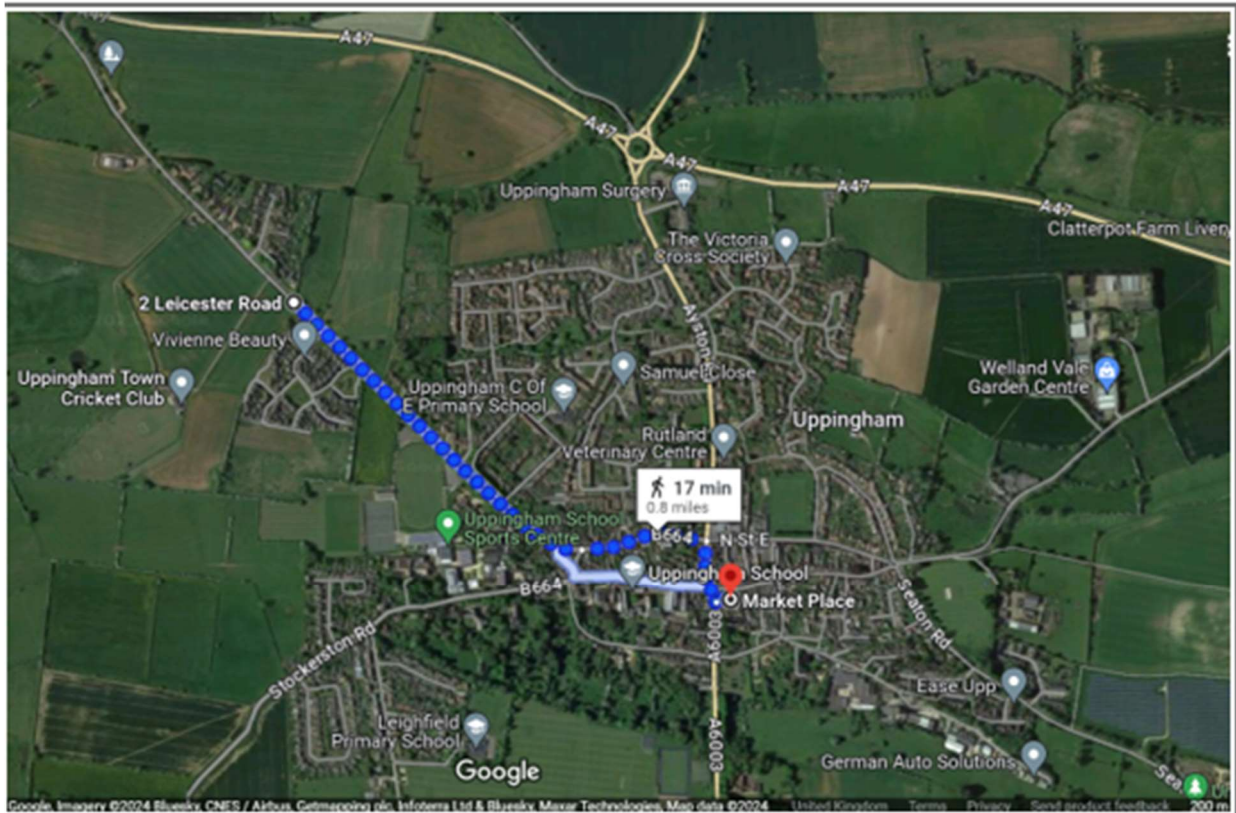 A47
A47
A47
A47
A47
Uppingham Surgery
Clatterpot Farm Livery
The Victoria
Cross Society
2 Leicester Road
Vivienne Beauty
Ayston
Uppingham Town
Cricket Club
Uppingham C Of
E Primary School
Samuel Close
Welland Vale
Garden Centre
Uppingham
Rutland
Veterinary Centre
17 min
0.8 miles
Uppingham School
Sports Centre
B664
N St E
Uppingham School
B664
Market Place
Seaton Rd
Stockerston Rd
A6003
Ease Upp
A6003
Leighfield
Primary School
German Auto Solutions
Google
Sea
Google, Imagery ©2024 Bluesky, CNES / Airbus, Getmapping plc, Infoterra Ltd & Bluesky, Maxar Technologies, Map data ©2024 United Kingdom Terms Privacy Send product feedback 200 m